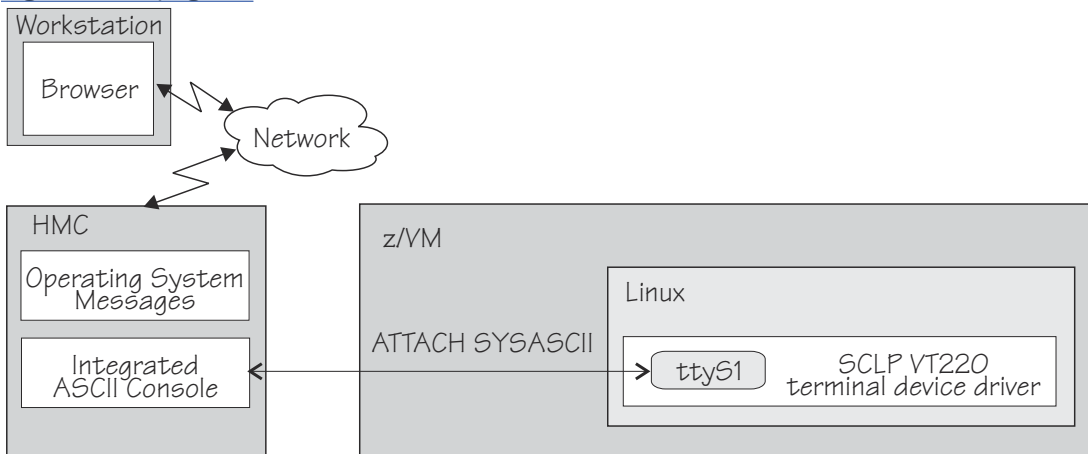 Workstation
Browser
Network
HMC
Operating System
Messages
Integrated
ASCII Console
z/VM
ATTACH SYSASCII
Linux
ttyS1
SCLP VT220
terminal device driver